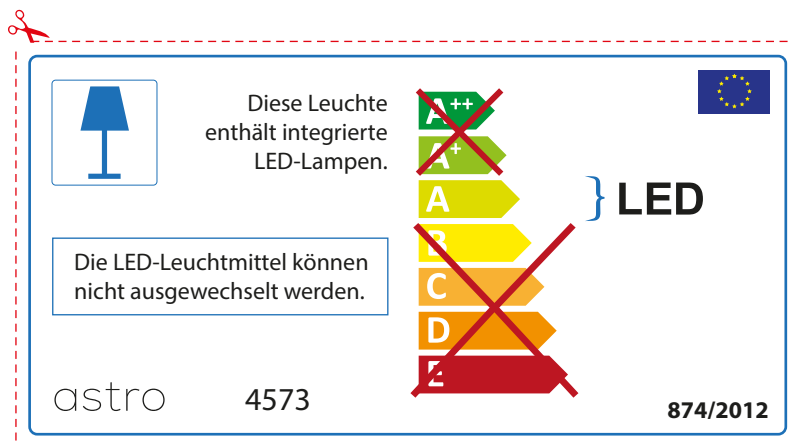 Diese Leuchte
enthält integrierte
LED-Lampen.
A++
A+
A
B
C
D
E
LED
Die LED-Leuchtmittel können
nicht ausgewechselt werden.
astro
4573
874/2012